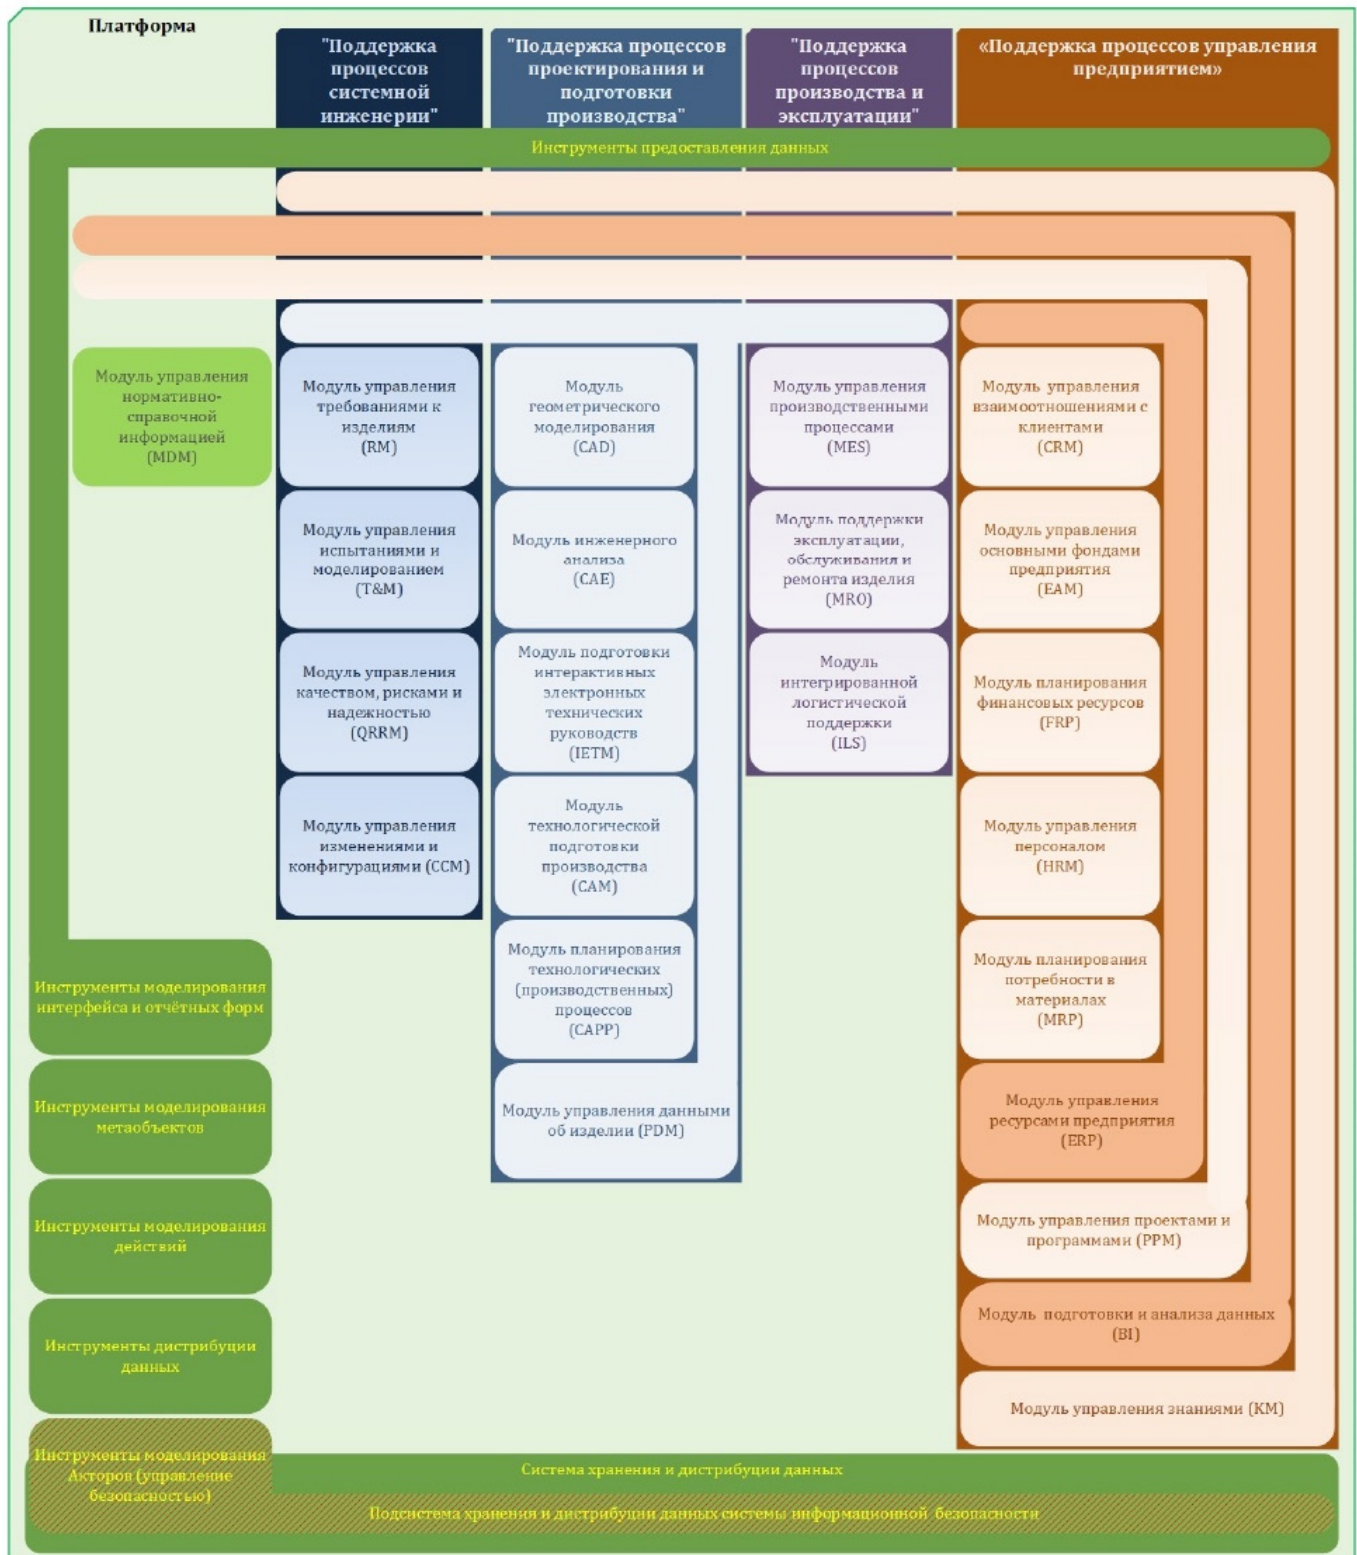 Платформа
"Поддержка
процессов
системной
инженерии"
"Поддержка процессов
проектирования и
подготовки
производства"
"Поддержка
процессов
производства и
эксплуатации"
«Поддержка процессов управления
предприятием»
Инструменты предоставления данных
Модуль управления
нормативно-
справочной
информацией
(MDM)
Модуль управления
требованиями к
изделиям
(RM)
Модуль
геометрического
моделирования
(CAD)
Модуль управления
производственными
процессами
(MES)
Модуль управления
взаимоотношениями с
клиентами
(CRM)
Модуль управления
испытаниями и
моделированием
(T&M)
Модуль инженерного
анализа
(CAE)
Модуль поддержки
эксплуатации,
обслуживания и
ремонта изделия
(MRO)
Модуль управления
основными фондами
предприятия
(EAM)
Модуль управления
качеством, рисками и
надежностью
(QRRM)
Модуль подготовки
интерактивных
электронных
технических
руководств
(IETM)
Модуль
интегрированной
логистической
поддержки
(ILS)
Модуль планирования
финансовых ресурсов
(FRP)
Модуль управления
изменениями и
конфигурациями (CCM)
Модуль
технологической
подготовки
производства
(CAM)
Модуль управления
персоналом
(HRM)
Модуль планирования
технологических
(производственных)
процессов
(CAPP)
Модуль планирования
потребности в
материалах
(MRP)
Инструменты моделирования
интерфейса и отчётных форм
Инструменты моделирования
метаобъектов
Модуль управления данными
об изделии (PDM)
Модуль управления
ресурсами предприятия
(ERP)
Инструменты моделирования
действий
Модуль управления проектами и
программами (PPM)
Инструменты дистрибуции
данных
Модуль подготовки и анализа данных
(BI)
Модуль управления знаниями (KM)
Инструменты моделирования
Акторов (управление
безопасностью)
Система хранения и дистрибуции данных
Подсистема хранения и дистрибуции данных системы информационной безопасности